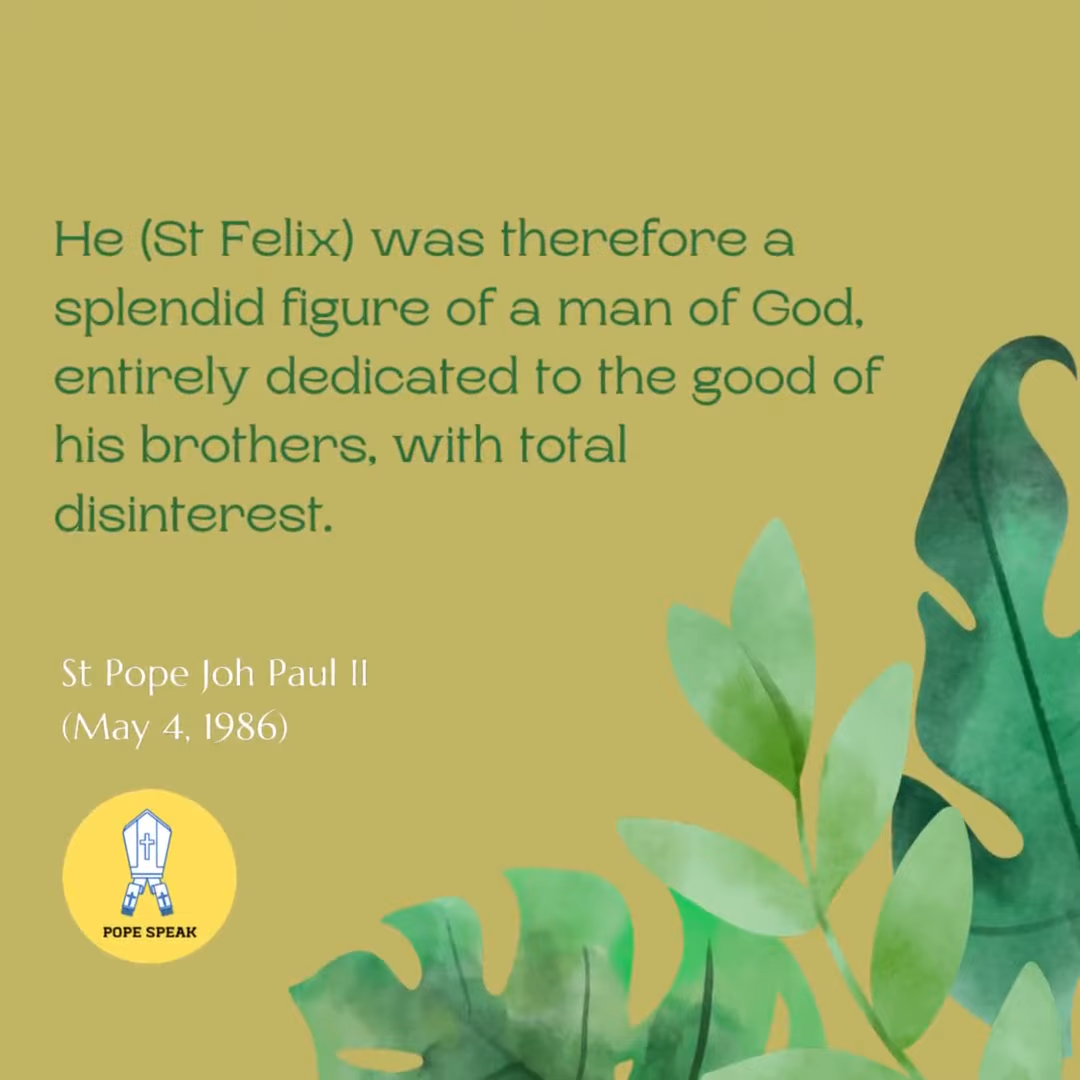 He (St Felix) was therefore a
splendid figure of a man of God,
entirely dedicated to the good of
his brothers, with total
disinterest.
St Pope Joh Paul II
(May 4, 1986)
POPE SPEAK